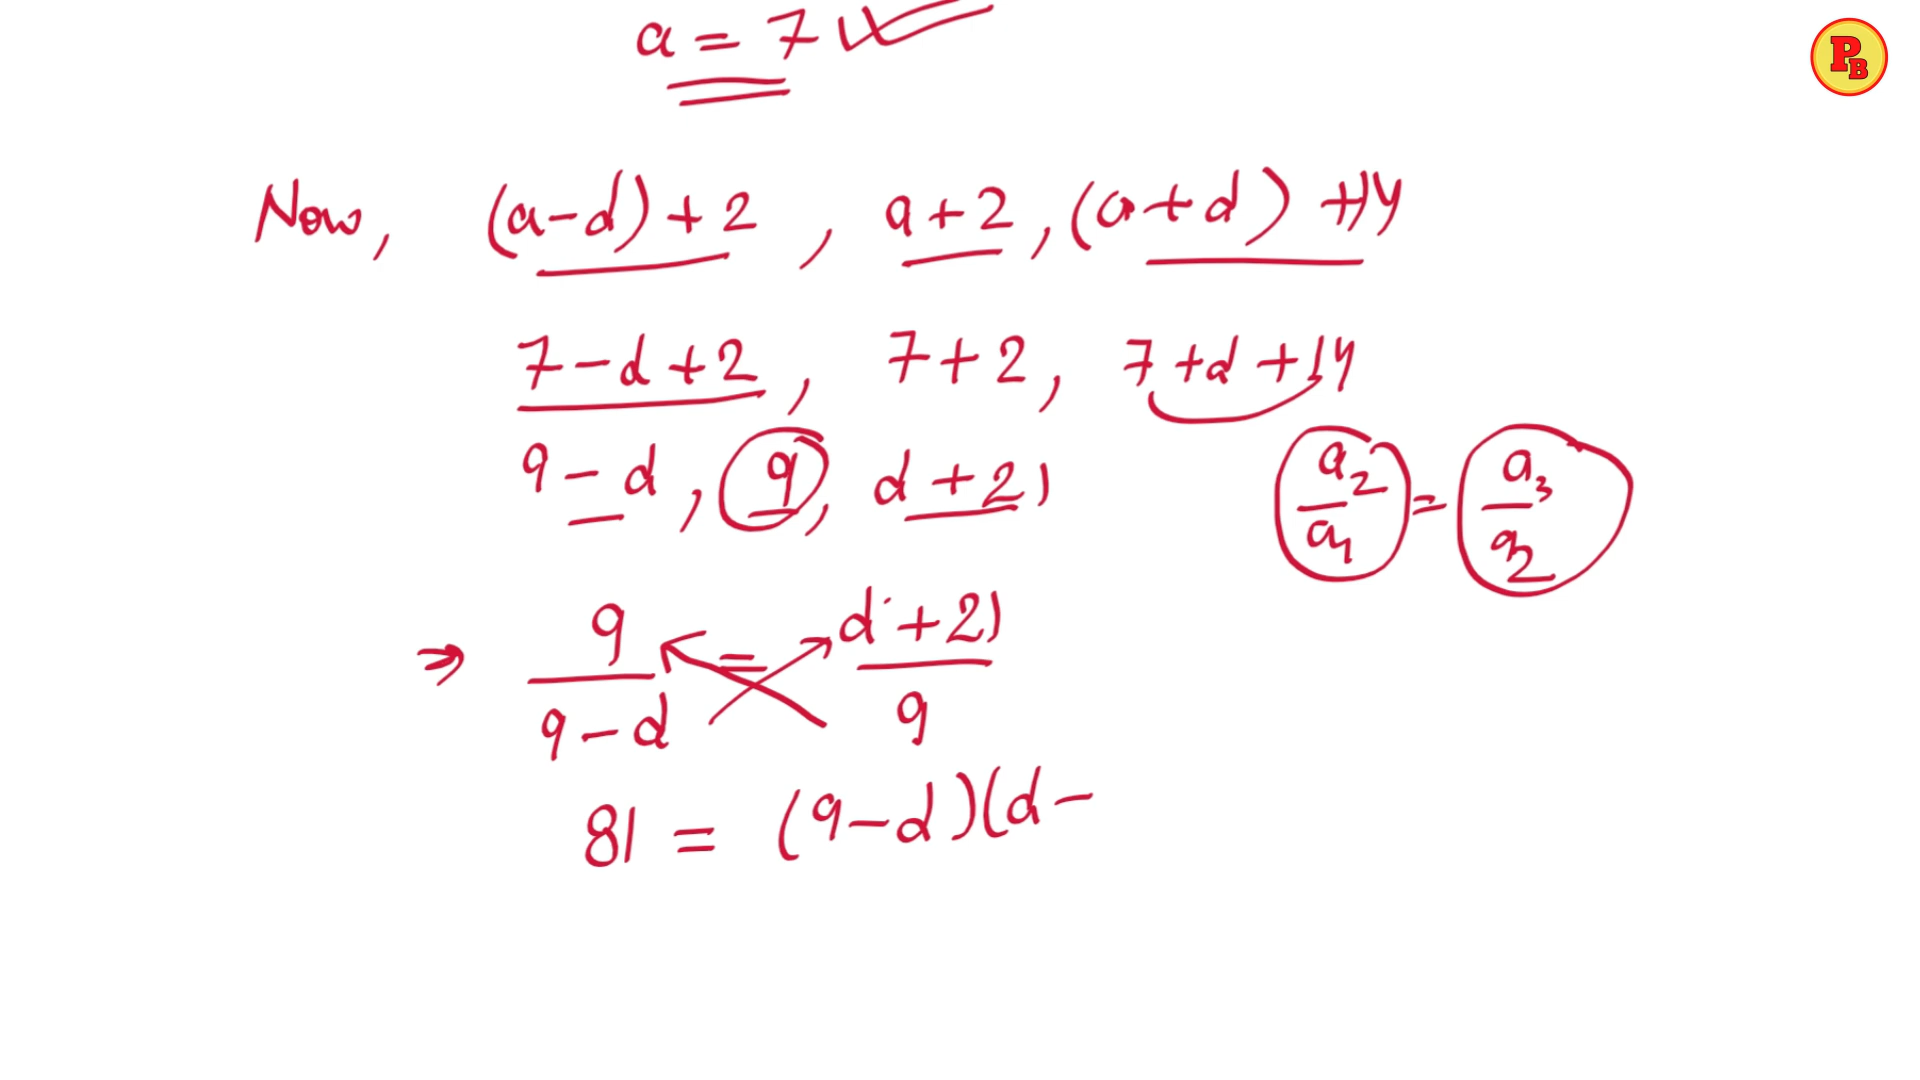 a = 7
PB
Now, (a-d)+2, a+2, (a+d)+14
7-d+2, 7+2, 7+d+14
9-d, 9, d+21
a2/a1 = a3/a2
⇒ 9/(9-d) = (d+21)/9
81 = (9-d)(d-